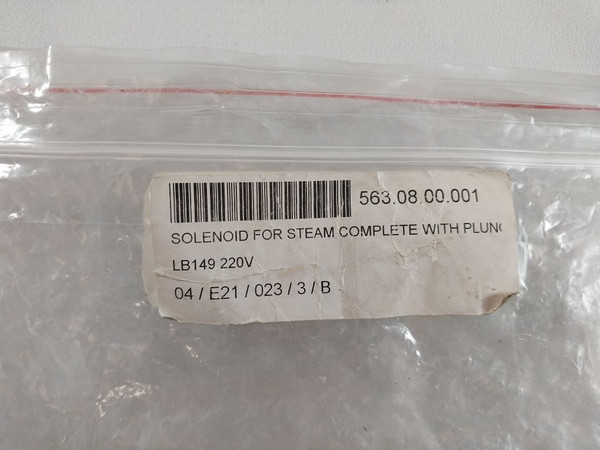 563.08.00.001
SOLENOID FOR STEAM COMPLETE WITH PLUNG
LB149 220V
04 / E21 / 023 / 3 / B